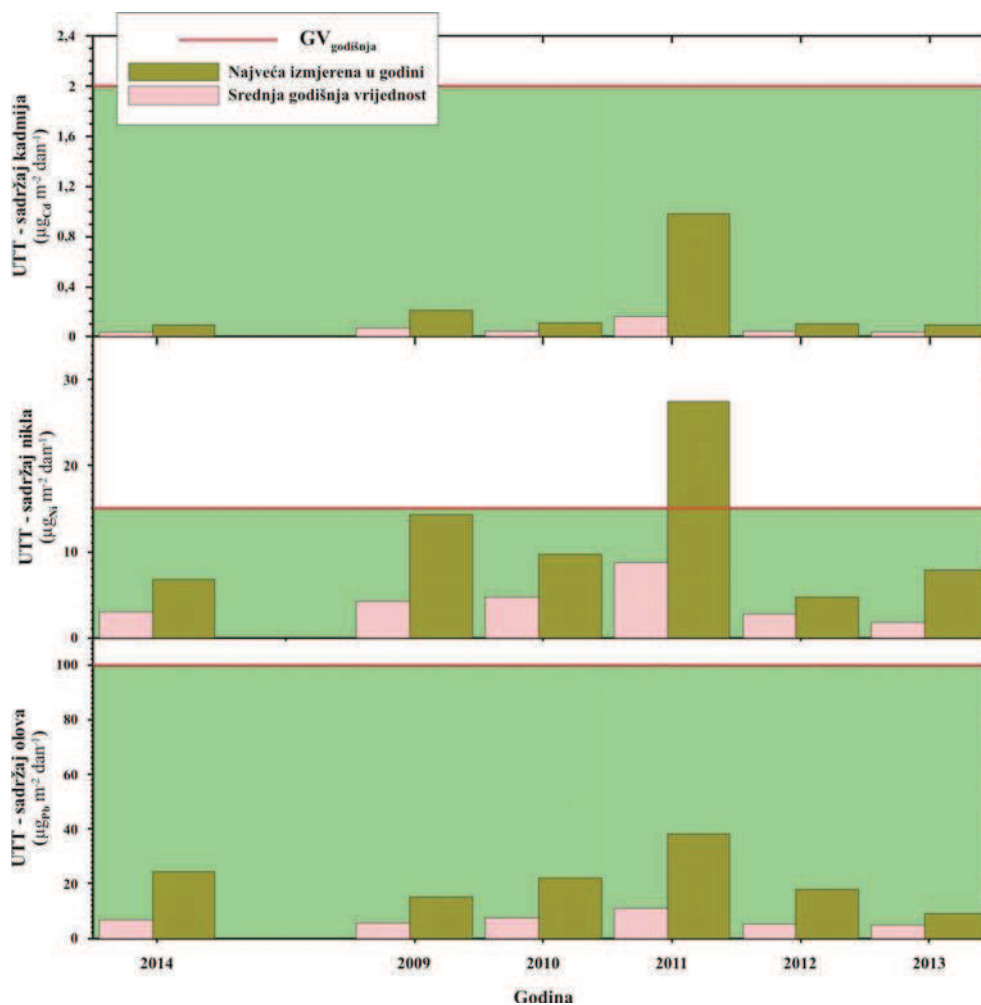 GVgodišnja
Najveća izmjerena u godini
Srednja godišnja vrijednost
UTT - sadržaj kadmija
(µgCd m-2 dan-1)
2,4
2
1,6
1,2
0,8
0,4
0
UTT - sadržaj nikla
(µgNi m-2 dan-1)
30
20
10
0
UTT - sadržaj olova
(µgPb m-2 dan-1)
100
80
60
40
20
0
2014 2009 2010 2011 2012 2013
Godina